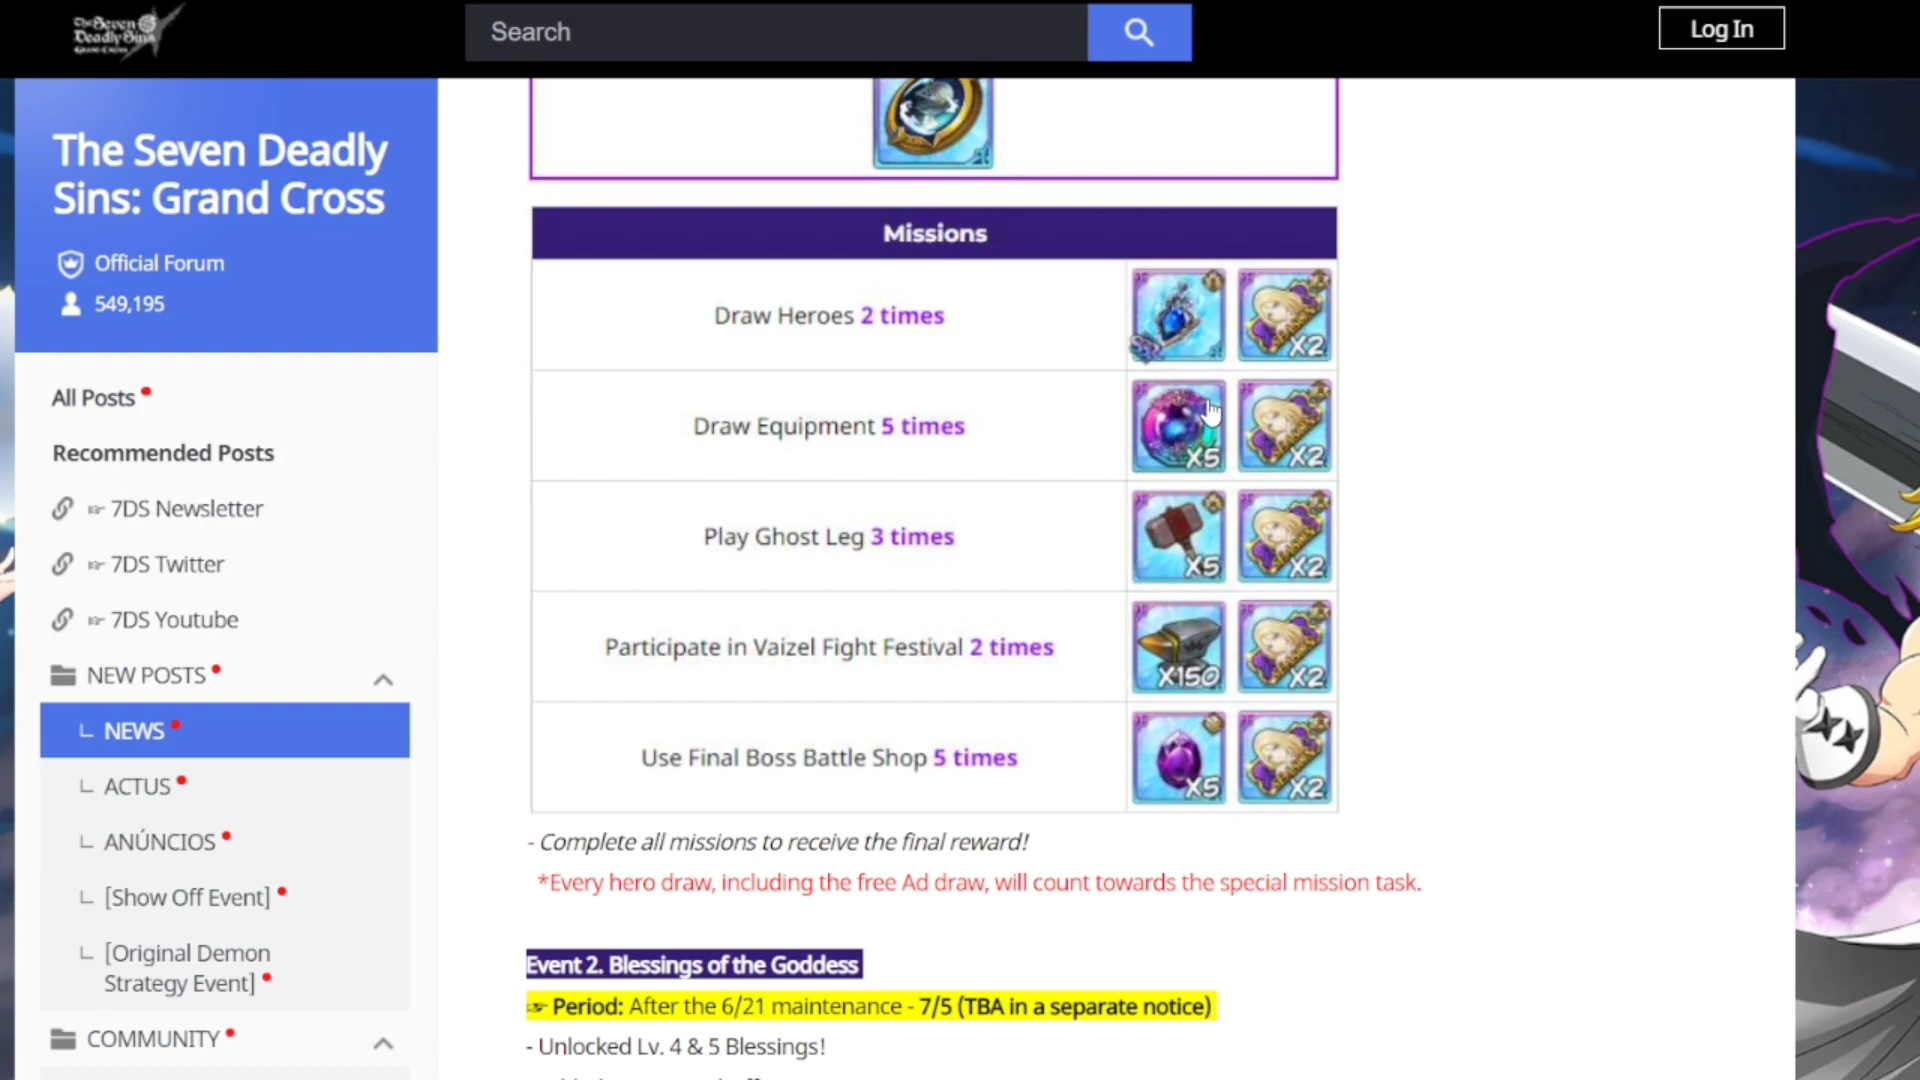 The Seven
Deadly Sins
GRAND CROSS
Search
Log In
The Seven Deadly
Sins: Grand Cross
Official Forum
549,195
All Posts
Recommended Posts
☞ 7DS Newsletter
☞ 7DS Twitter
☞ 7DS Youtube
NEW POSTS
NEWS
ACTUS
ANÚNCIOS
[Show Off Event]
[Original Demon
Strategy Event]
COMMUNITY
Missions
Draw Heroes 2 times
X2
Draw Equipment 5 times
X5 X2
Play Ghost Leg 3 times
X5 X2
Participate in Vaizel Fight Festival 2 times
X150 X2
Use Final Boss Battle Shop 5 times
X5 X2
- Complete all missions to receive the final reward!
*Every hero draw, including the free Ad draw, will count towards the special mission task.
Event 2. Blessings of the Goddess
☞ Period: After the 6/21 maintenance - 7/5 (TBA in a separate notice)
- Unlocked Lv. 4 & 5 Blessings!